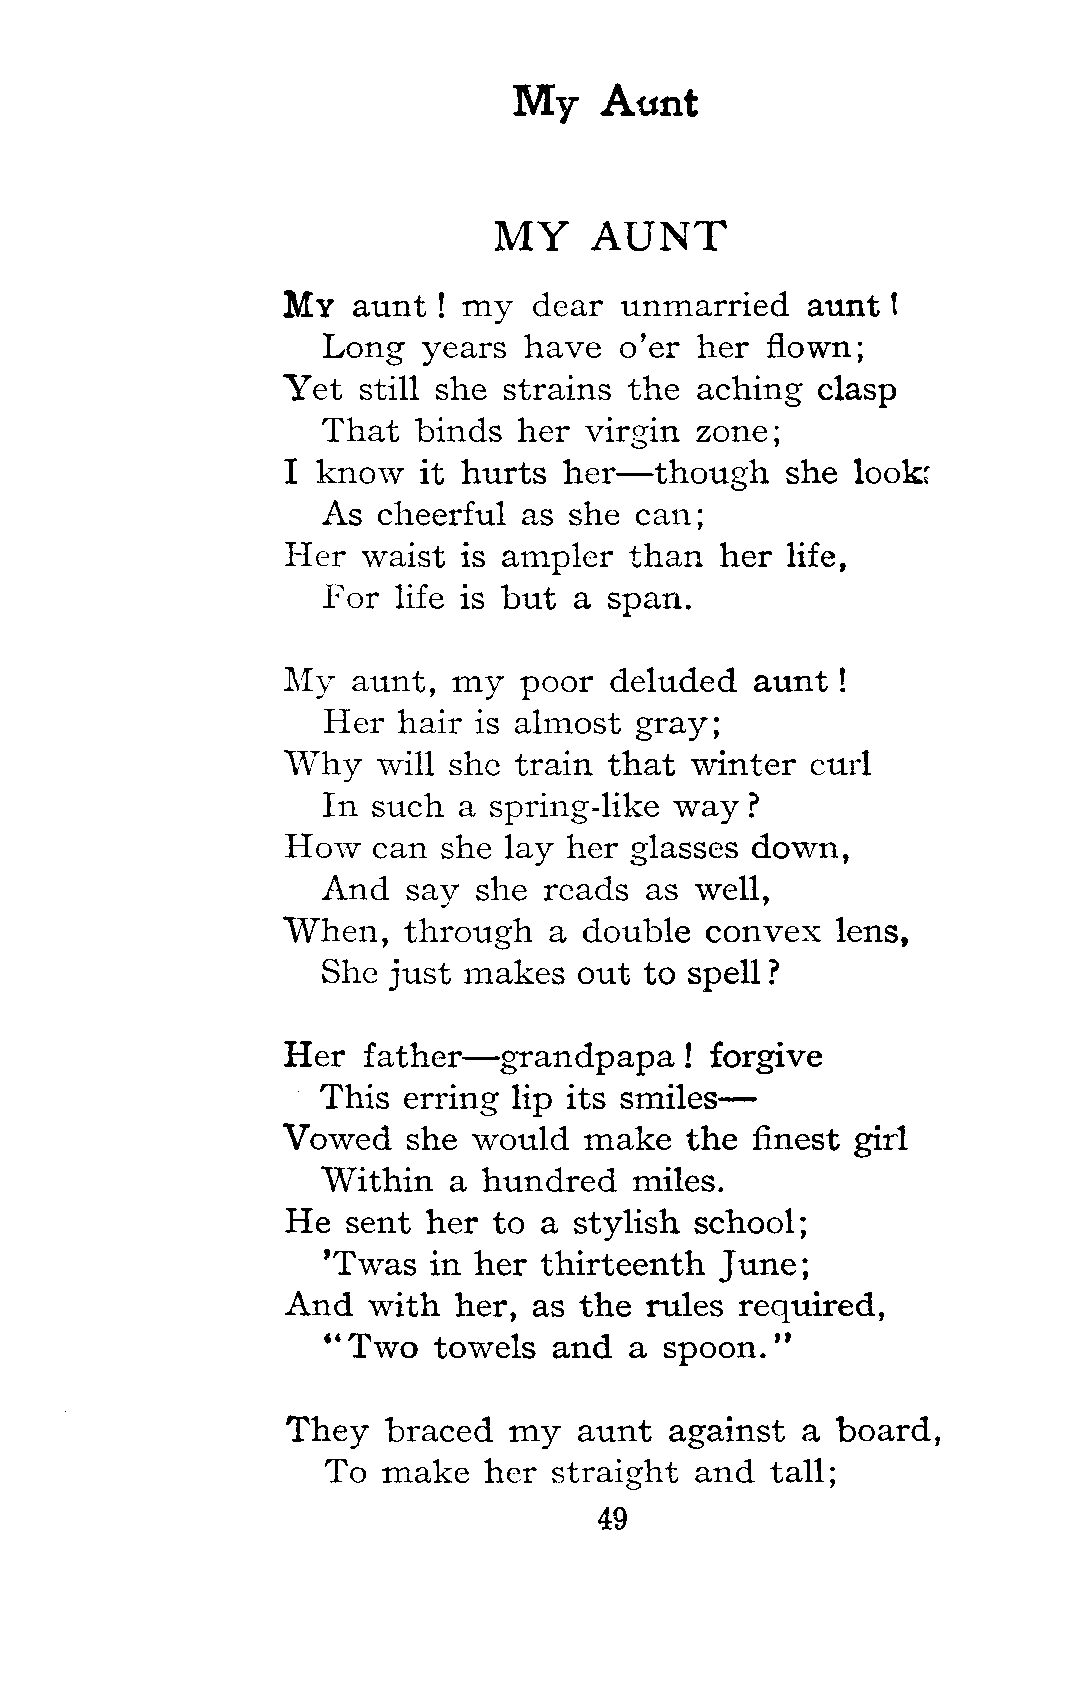 My Aunt
MY AUNT
MY aunt! my dear unmarried aunt!
Long years have o'er her flown;
Yet still she strains the aching clasp
That binds her virgin zone;
I know it hurts her—though she looks
As cheerful as she can;
Her waist is ampler than her life,
For life is but a span.
My aunt, my poor deluded aunt!
Her hair is almost gray;
Why will she train that winter curl
In such a spring-like way?
How can she lay her glasses down,
And say she reads as well,
When, through a double convex lens,
She just makes out to spell?
Her father—grandpapa! forgive
This erring lip its smiles—
Vowed she would make the finest girl
Within a hundred miles.
He sent her to a stylish school;
'Twas in her thirteenth June;
And with her, as the rules required,
"Two towels and a spoon."
They braced my aunt against a board,
To make her straight and tall;
49